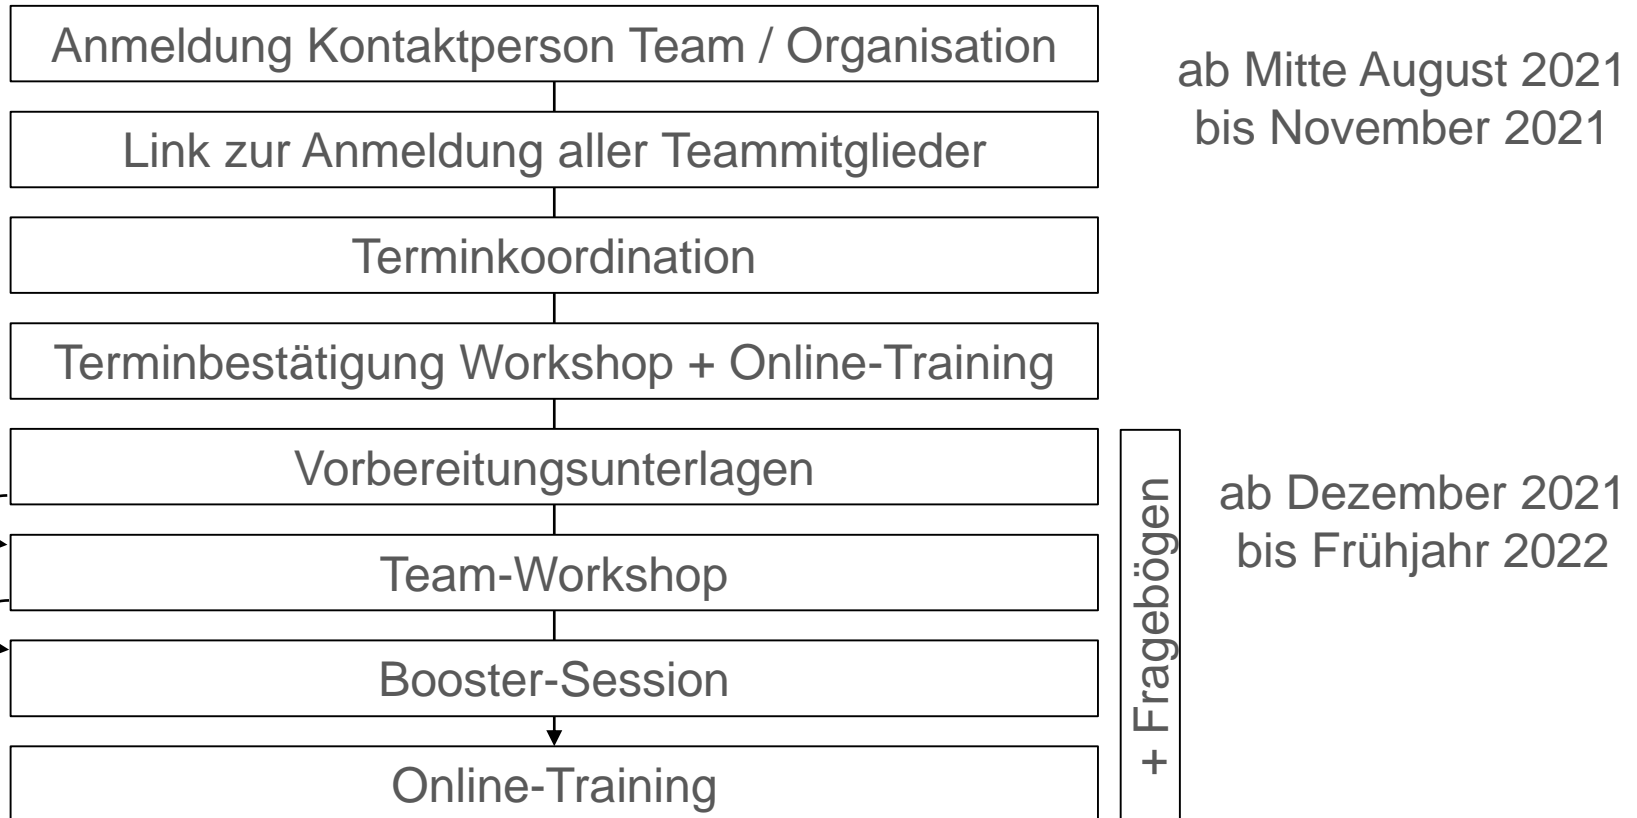 Anmeldung Kontaktperson Team / Organisation
ab Mitte August 2021
bis November 2021
Link zur Anmeldung aller Teammitglieder
Terminkoordination
Terminbestätigung Workshop + Online-Training
Vorbereitungsunterlagen
Team-Workshop
Booster-Session
Online-Training
+ Fragebögen
ab Dezember 2021
bis Frühjahr 2022